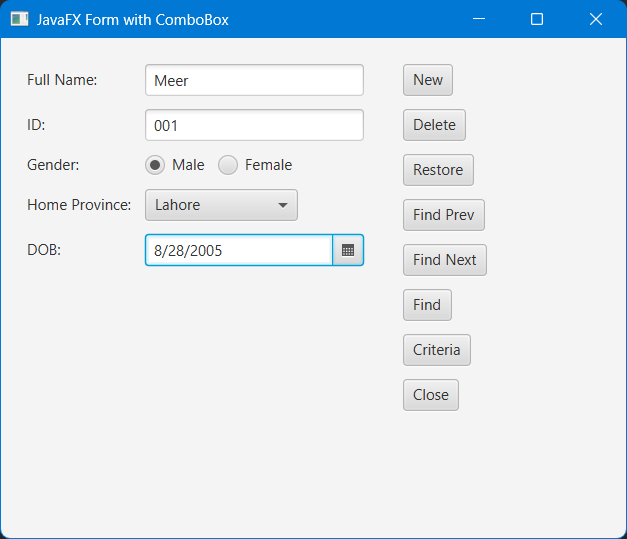 JavaFX Form with ComboBox
Full Name: Meer New
ID: 001 Delete
Gender: Male Female Restore
Home Province: Lahore Find Prev
DOB: 8/28/2005 Find Next
Find
Criteria
Close